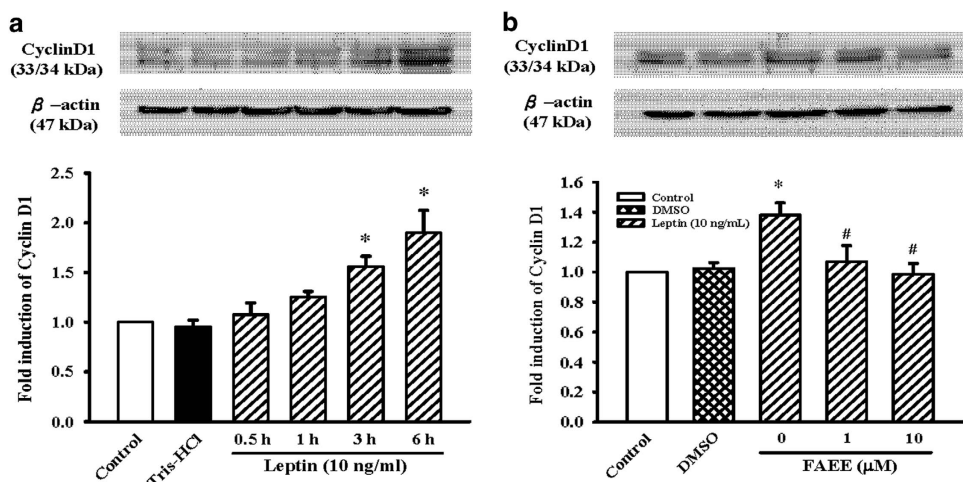 a
CyclinD1
(33/34 kDa)
β –actin
(47 kDa)
Fold induction of Cyclin D1
2.5
2.0
1.5
1.0
0.5
0.0
*
*
Control
Tris-HCl
0.5 h
1 h
3 h
6 h
Leptin (10 ng/ml)
b
CyclinD1
(33/34 kDa)
β –actin
(47 kDa)
Fold induction of Cyclin D1
1.6
1.4
1.2
1.0
0.8
0.6
0.4
0.2
0.0
Control
DMSO
Leptin (10 ng/mL)
*
#
#
Control
DMSO
0
1
10
FAEE (μM)